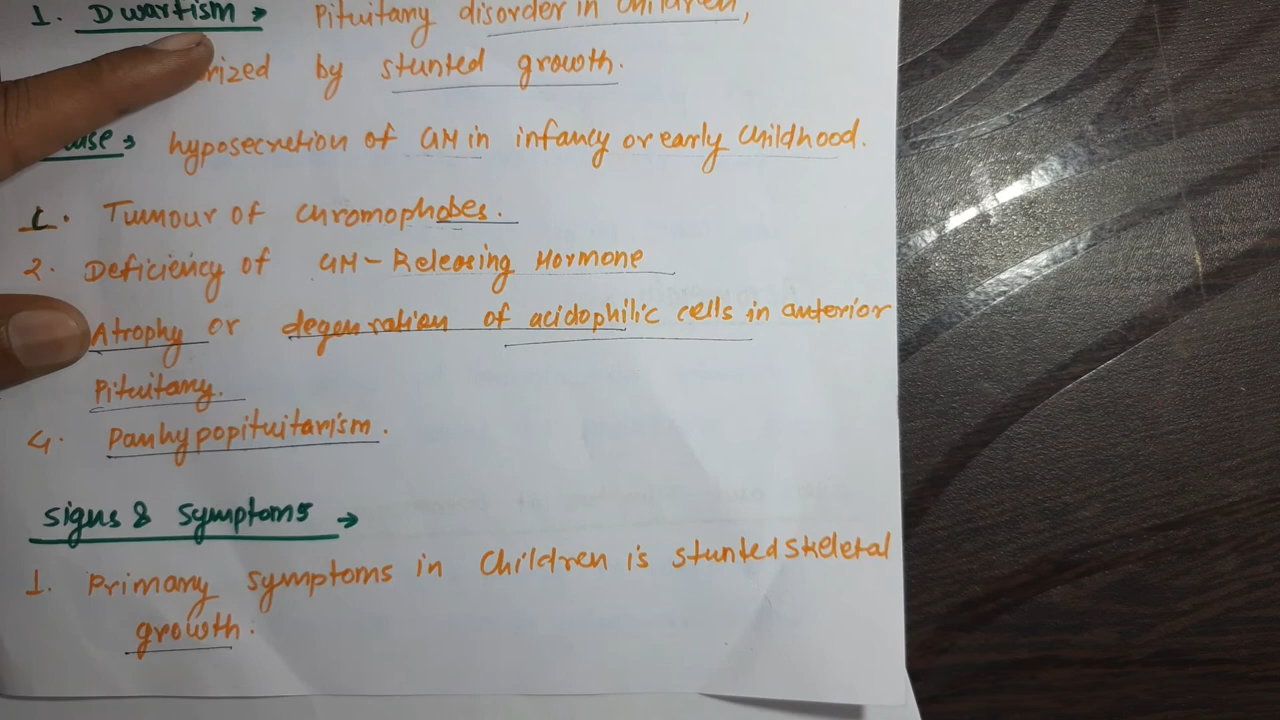 1. Dwarfism → Pituitary disorder in children,
rized by stunted growth.
use → hyposecretion of GH in infancy or early childhood.
1. Tumour of chromophobes.
2. Deficiency of GH-Releasing Hormone
Atrophy or degenration of acidophilic cells in anterior
Pituitary.
4. Panhypopituitarism.
signs & symptoms →
1. Primary symptoms in children is stunted skeletal
growth.